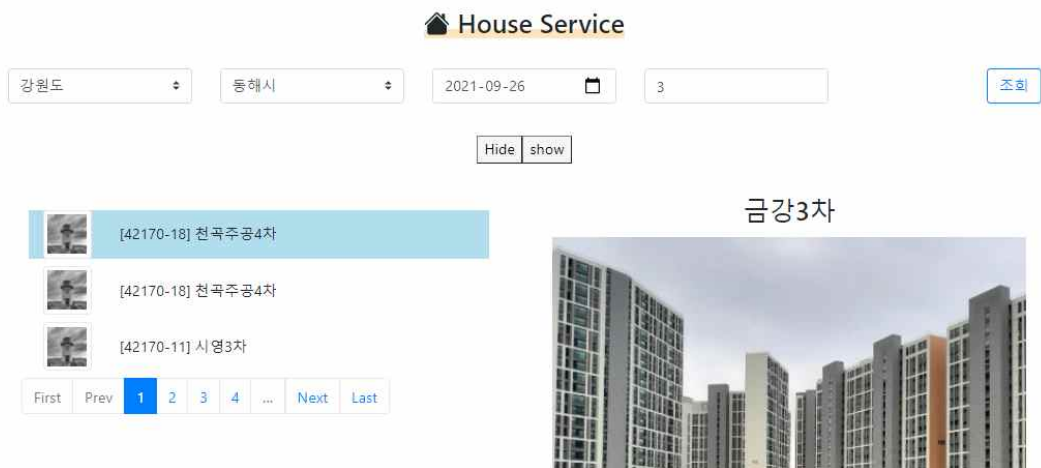 House Service
강원도 동해시 2021-09-26 3 조회
Hide show
금강3차
[42170-18] 천곡주공4차
[42170-18] 천곡주공4차
[42170-11] 시영3차
First Prev 1 2 3 4 ... Next Last